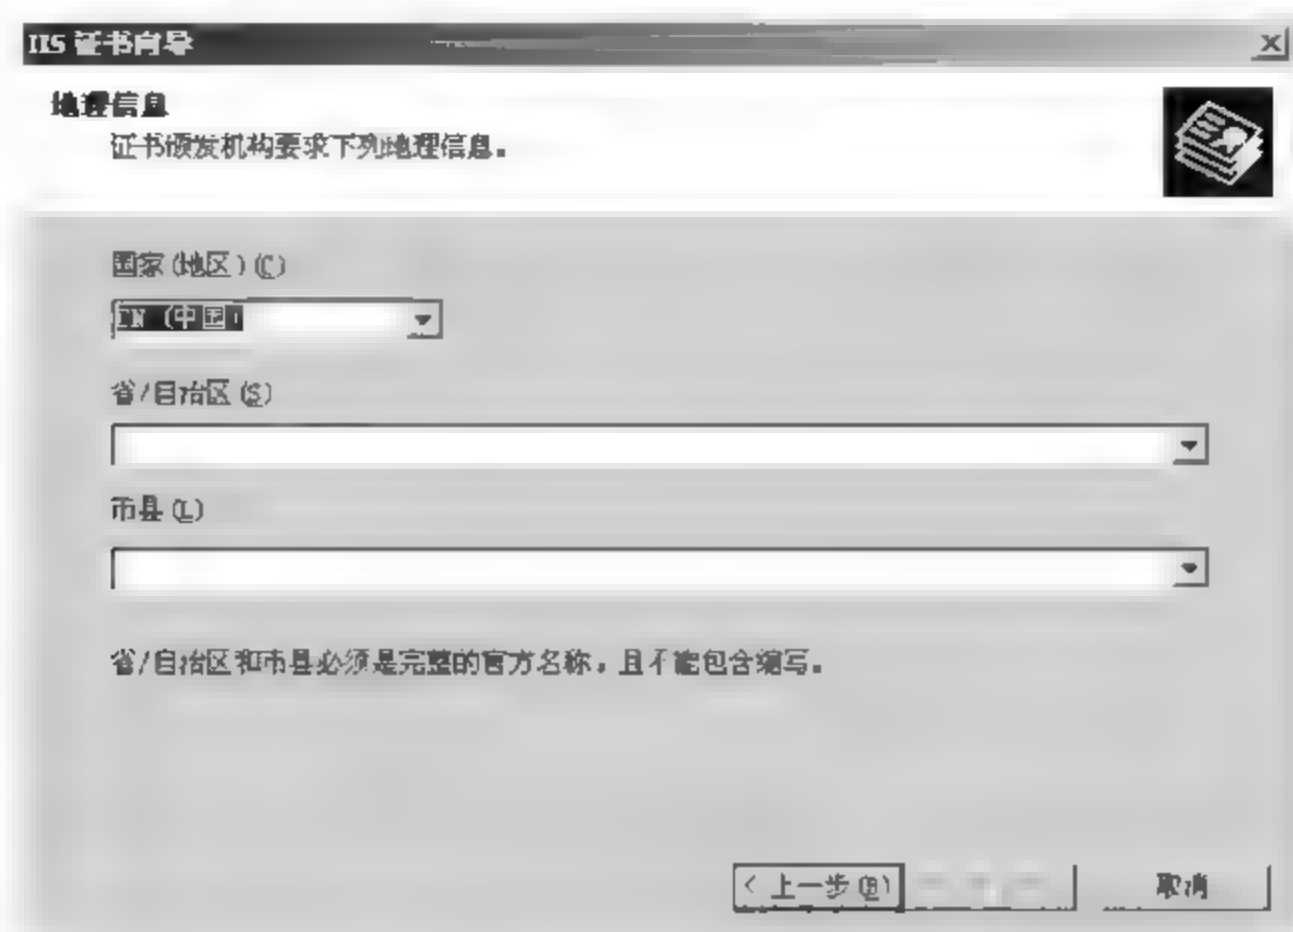 IIS 证书向导
地理信息
证书颁发机构要求下列地理信息。
国家(地区)(C)
CN (中国)
省/自治区(S)
市县(L)
省/自治区和市县必须是完整的官方名称，且不能包含缩写。
< 上一步(B)
取消